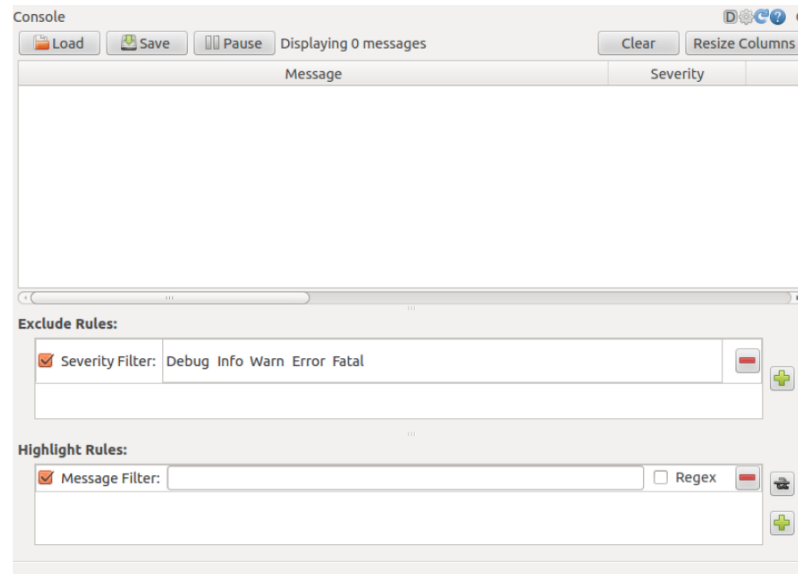 Console
D
Load Save Pause Displaying 0 messages Clear Resize Columns
Message Severity
Exclude Rules:
Severity Filter: Debug Info Warn Error Fatal
Highlight Rules:
Message Filter: Regex